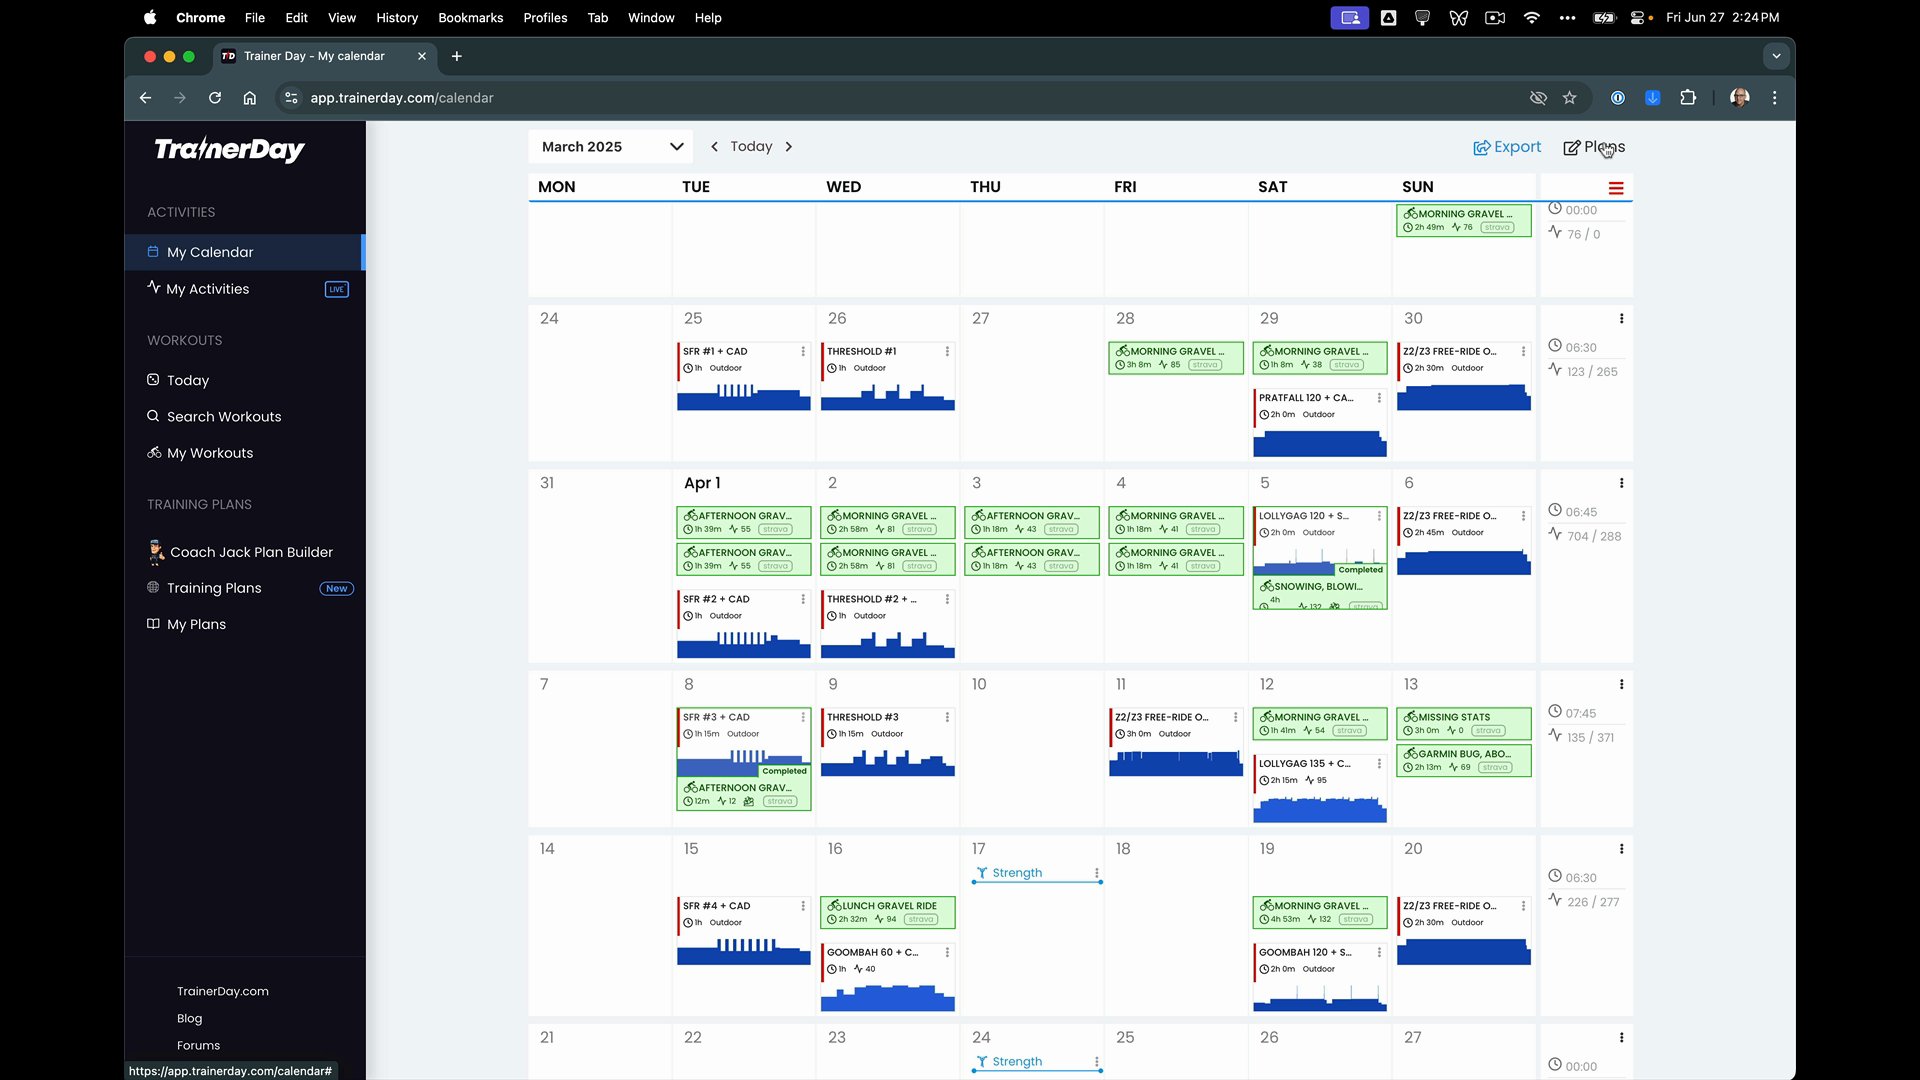 Chrome File Edit View History Bookmarks Profiles Tab Window Help Fri Jun 27 2:24 PM
TD Trainer Day - My calendar
app.trainerday.com/calendar
TrainerDay
ACTIVITIES
My Calendar
My Activities LIVE
WORKOUTS
Today
Search Workouts
My Workouts
TRAINING PLANS
Coach Jack Plan Builder
Training Plans New
My Plans
TrainerDay.com
Blog
Forums
https://app.trainerday.com/calendar#
March 2025 Today Export Plans
MON TUE WED THU FRI SAT SUN
MORNING GRAVEL ...
2h 49m 76 strava
00:00
76 / 0
24 25 26 27 28 29 30
SFR #1 + CAD
1h Outdoor
THRESHOLD #1
1h Outdoor
MORNING GRAVEL ...
3h 8m 85 strava
MORNING GRAVEL ...
1h 8m 38 strava
PRATFALL 120 + CA...
2h 0m Outdoor
Z2/Z3 FREE-RIDE O...
2h 30m Outdoor
06:30
123 / 265
31 Apr 1 2 3 4 5 6
AFTERNOON GRAV...
1h 39m 55 strava
AFTERNOON GRAV...
1h 39m 55 strava
SFR #2 + CAD
1h Outdoor
MORNING GRAVEL ...
2h 58m 81 strava
MORNING GRAVEL ...
2h 58m 81 strava
THRESHOLD #2 + ...
1h Outdoor
AFTERNOON GRAV...
1h 18m 43 strava
AFTERNOON GRAV...
1h 18m 43 strava
MORNING GRAVEL ...
1h 18m 41 strava
MORNING GRAVEL ...
1h 18m 41 strava
LOLLYGAG 120 + S...
2h 0m Outdoor
Completed
SNOWING, BLOWI...
4h
132 strava
Z2/Z3 FREE-RIDE O...
2h 45m Outdoor
06:45
704 / 288
7 8 9 10 11 12 13
SFR #3 + CAD
1h 15m Outdoor
Completed
AFTERNOON GRAV...
12m 12 strava
THRESHOLD #3
1h 15m Outdoor
Z2/Z3 FREE-RIDE O...
3h 0m Outdoor
MORNING GRAVEL ...
1h 41m 54 strava
LOLLYGAG 135 + C...
2h 15m 95
MISSING STATS
3h 0m 0 strava
GARMIN BUG, ABO...
2h 13m 69 strava
07:45
135 / 371
14 15 16 17 18 19 20
SFR #4 + CAD
1h Outdoor
LUNCH GRAVEL RIDE
2h 32m 94 strava
GOOMBAH 60 + C...
1h 40
Strength
MORNING GRAVEL ...
4h 53m 132 strava
GOOMBAH 120 + S...
2h 0m Outdoor
Z2/Z3 FREE-RIDE O...
2h 30m Outdoor
06:30
226 / 277
21 22 23 24 25 26 27
Strength
00:00